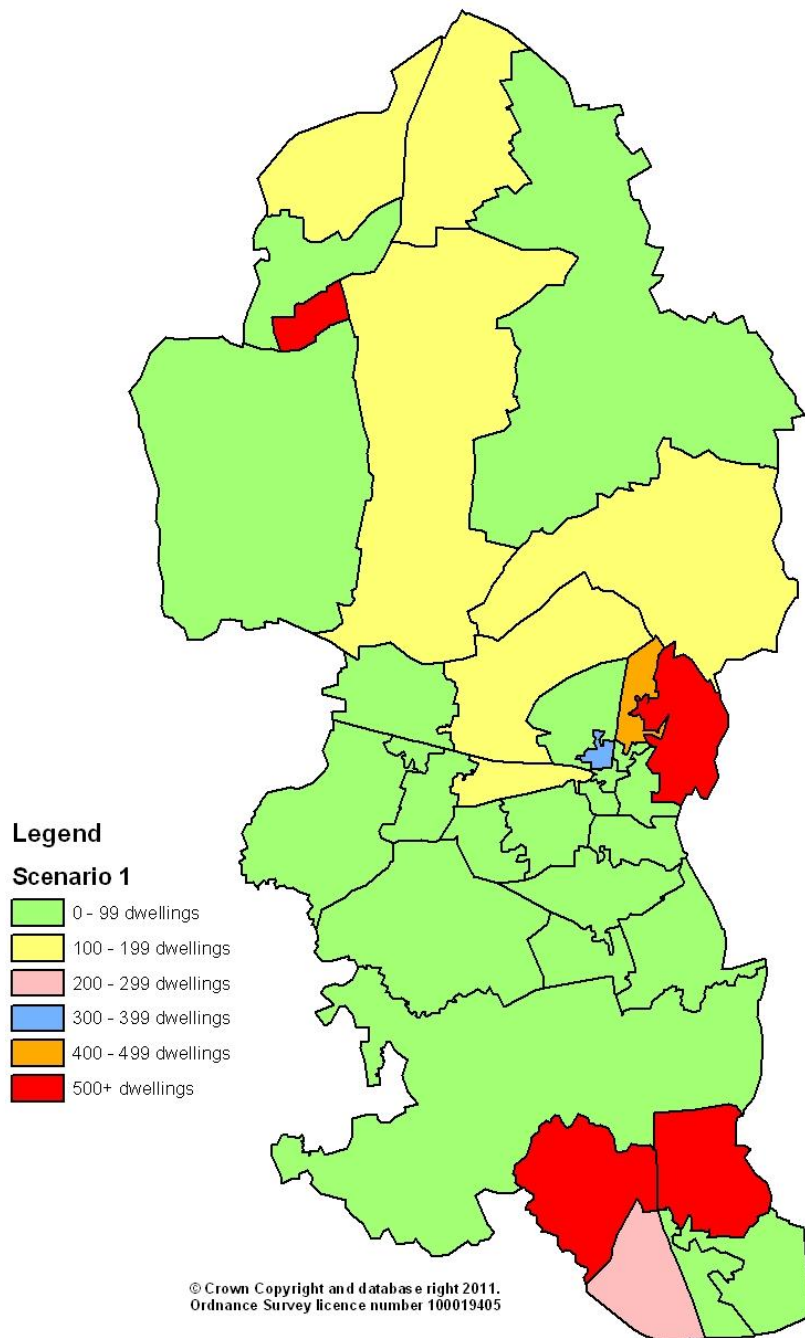 Legend
Scenario 1
0 - 99 dwellings
100 - 199 dwellings
200 - 299 dwellings
300 - 399 dwellings
400 - 499 dwellings
500+ dwellings
© Crown Copyright and database right 2011.
Ordnance Survey licence number 100019405